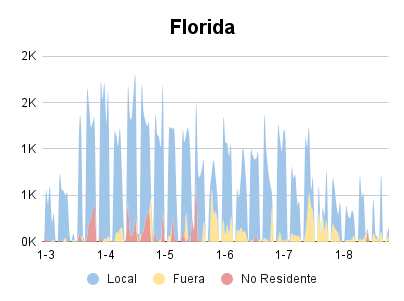 Florida
2K
2K
1K
1K
0K
1-3 1-4 1-5 1-6 1-7 1-8
Local Fuera No Residente